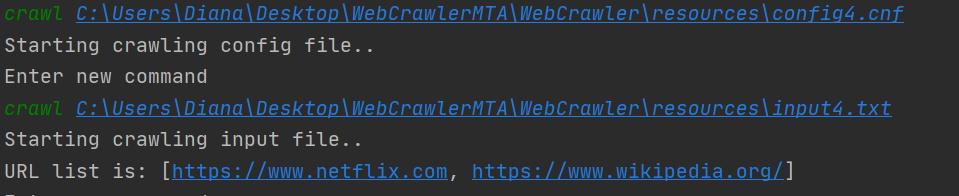 crawl C:\Users\Diana\Desktop\WebCrawlerMTA\WebCrawler\resources\config4.cnf
Starting crawling config file..
Enter new command
crawl C:\Users\Diana\Desktop\WebCrawlerMTA\WebCrawler\resources\input4.txt
Starting crawling input file..
URL list is: [https://www.netflix.com, https://www.wikipedia.org/]